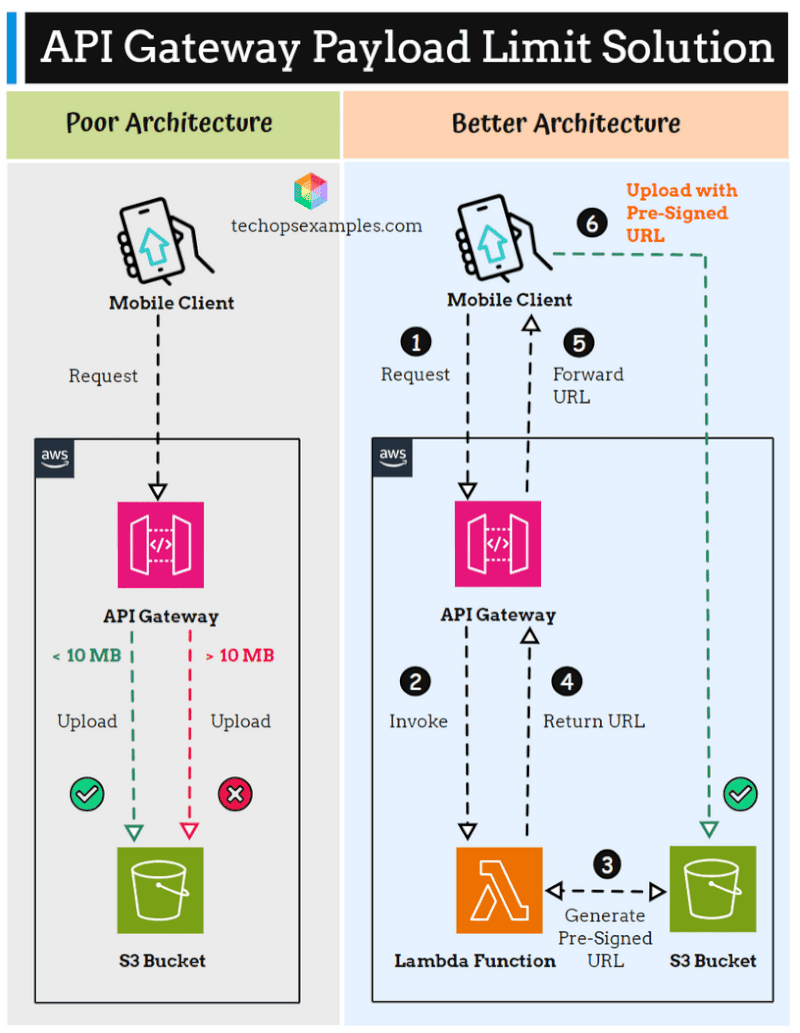 API Gateway Payload Limit Solution
Poor Architecture
techopsexamples.com
Mobile Client
Request
aws
</>
API Gateway
< 10 MB
> 10 MB
Upload
Upload
S3 Bucket
Better Architecture
6
Upload with
Pre-Signed
URL
Mobile Client
1
Request
5
Forward
URL
aws
</>
API Gateway
2
Invoke
4
Return URL
3
Generate
Pre-Signed
URL
Lambda Function
S3 Bucket